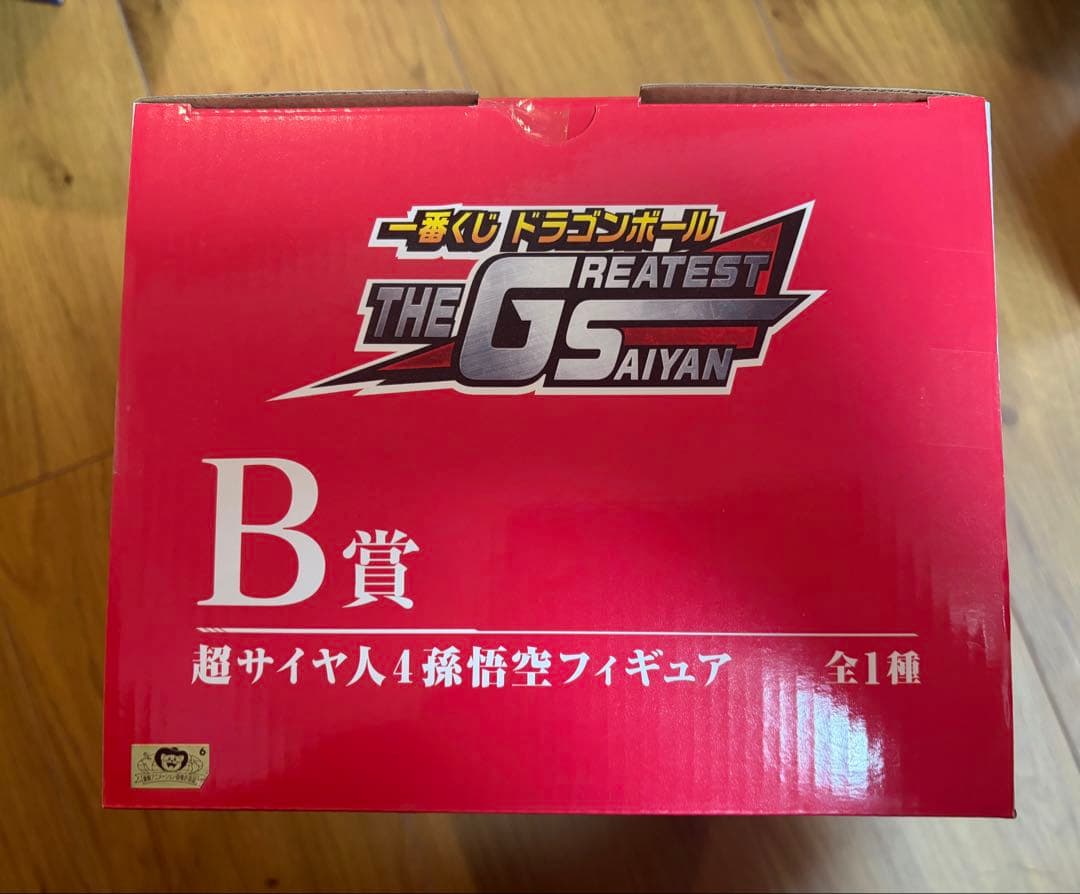 一番くじ ドラゴンボール
THE GREATEST
SAIYAN
B賞
超サイヤ人4孫悟空フィギュア 全1種
6